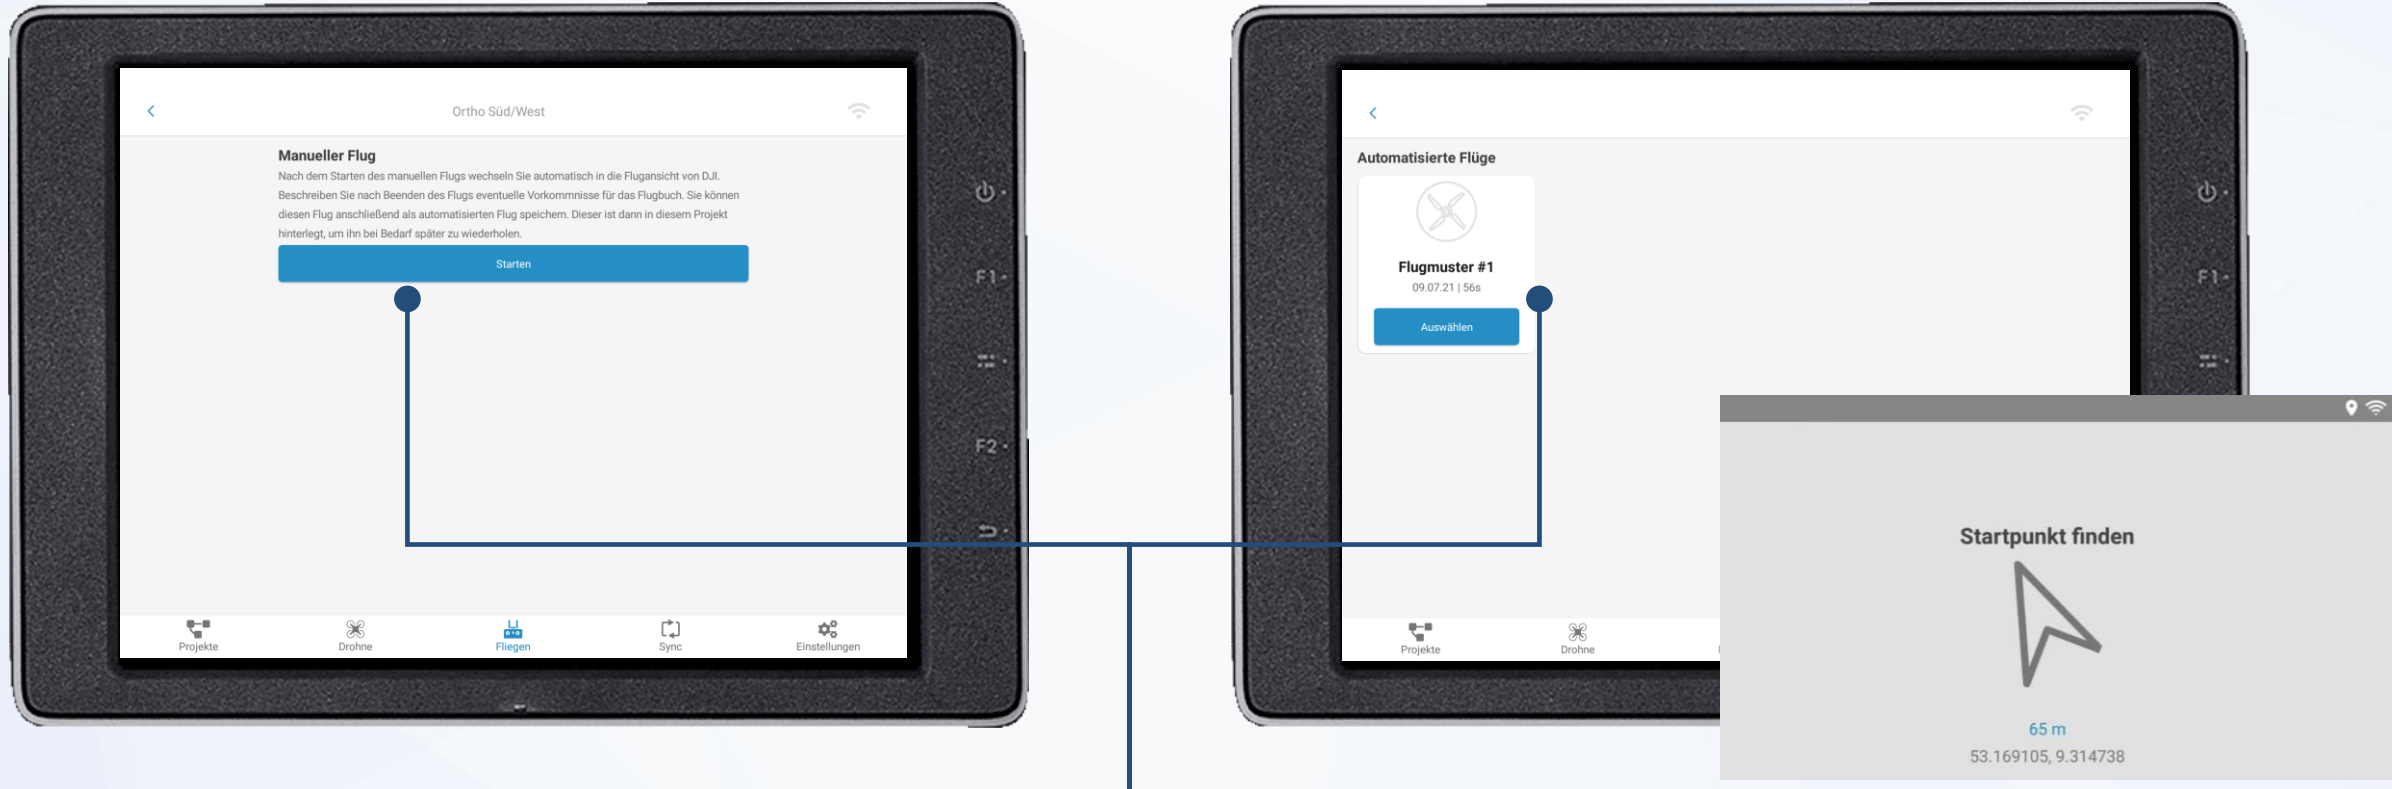 Ortho Süd/West
Manueller Flug
Nach dem Starten des manuellen Flugs wechseln Sie automatisch in die Flugansicht von DJI.
Beschreiben Sie nach Beenden des Flugs eventuelle Vorkommnisse für das Flugbuch. Sie können
diesen Flug anschließend als automatisierten Flug speichern. Dieser ist dann in diesem Projekt
hinterlegt, um ihn bei Bedarf später zu wiederholen.
Starten
Projekte
Drohne
Fliegen
Sync
Einstellungen
F1
F2
Automatisierte Flüge
Flugmuster #1
09.07.21 | 56s
Auswählen
Projekte
Drohne
F1
Startpunkt finden
65 m
53.169105, 9.314738